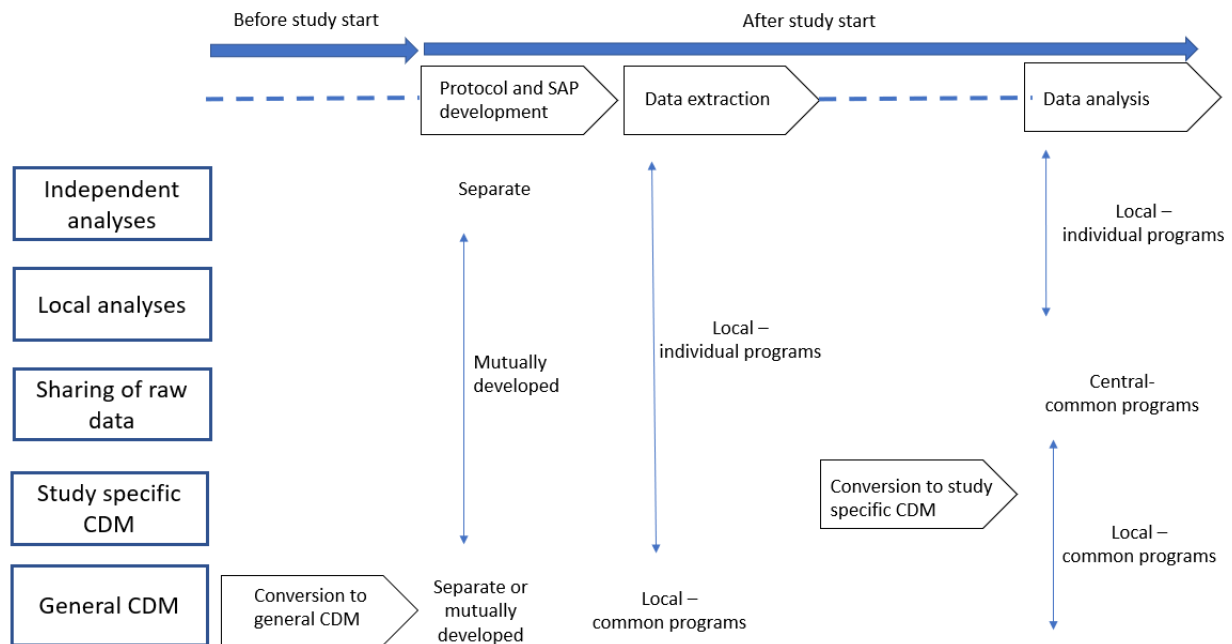 Before study start
After study start
Protocol and SAP
development
Data extraction
Data analysis
Independent
analyses
Separate
Local –
individual programs
Local analyses
Local –
individual programs
Mutually
developed
Sharing of raw
data
Central-
common programs
Study specific
CDM
Conversion to study
specific CDM
Local –
common programs
General CDM
Conversion to
general CDM
Separate or
mutually
developed
Local –
common programs